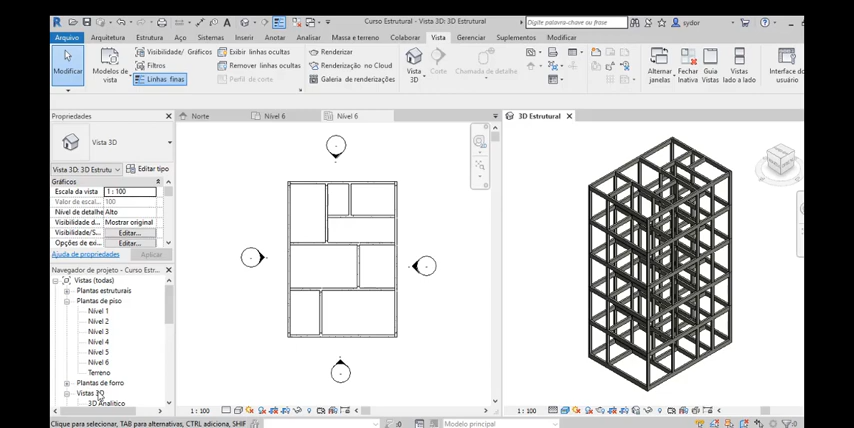 Curso Estrutural - Vista 3D: 3D Estrutural
Digite palavra-chave ou frase
sydor
Arquivo Arquitetura Estrutura Aço Sistemas Inserir Anotar Analisar Massa e terreno Colaborar Vista Gerenciar Suplementos Modificar
Modificar
Modelos de vista
Visibilidade/ Gráficos
Filtros
Linhas finas
Exibir linhas ocultas
Remover linhas ocultas
Perfil de corte
Renderizar
Renderização no Cloud
Galeria de renderizações
Vista 3D
Corte
Chamada de detalhe
Alternar janelas
Fechar Inativa
Guia Vistas
Vistas lado a lado
Interface do usuário
Propriedades
Norte
Nível 6
Nível 6
3D Estrutural
Vista 3D
Vista 3D: 3D Estrutu
Editar tipo
Gráficos
Escala da vista 1 : 100
Valor de escal... 100
Nível de detalhe Alto
Visibilidade d... Mostrar original
Visibilidade/S... Editar...
Opções de exi... Editar...
Ajuda de propriedades
Aplicar
Navegador de projeto - Curso Estr...
Vistas (todas)
Plantas estruturais
Plantas de piso
Nível 1
Nível 2
Nível 3
Nível 4
Nível 5
Nível 6
Terreno
Plantas de forro
Vistas 3D
3D Analítico
1 : 100
1 : 100
Clique para selecionar, TAB para alternativas, CTRL adiciona, SHIF
:0
Modelo principal
:0